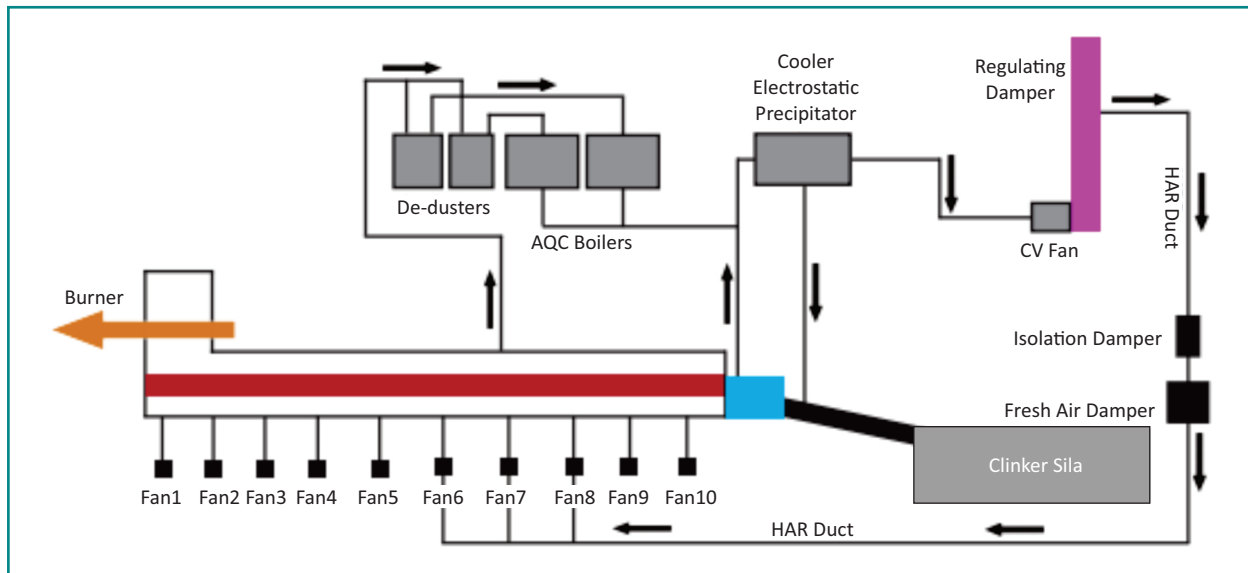 Cooler
Electrostatic
Precipitator
Regulating
Damper
HAR Duct
De-dusters
AQC Boilers
CV Fan
Burner
Isolation Damper
Fresh Air Damper
Clinker Sila
Fan1
Fan2
Fan3
Fan4
Fan5
Fan6
Fan7
Fan8
Fan9
Fan10
HAR Duct